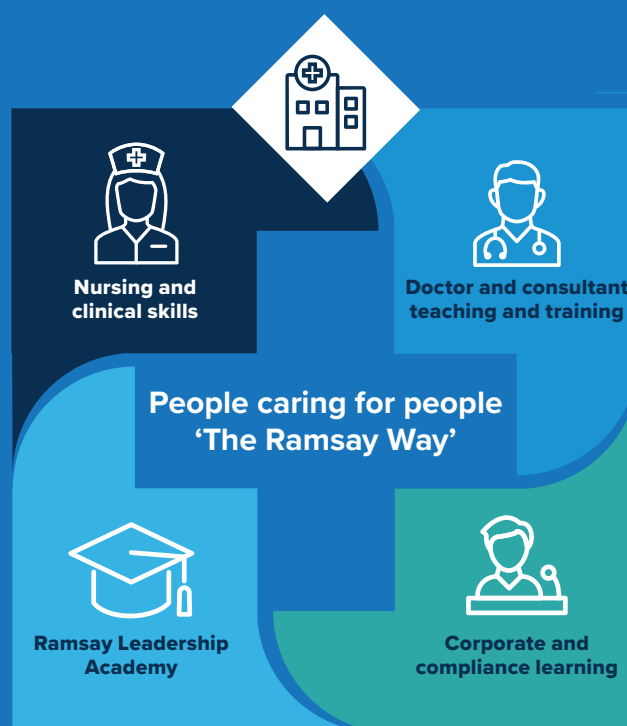 Nursing and
clinical skills
Doctor and consultant
teaching and training
People caring for people
‘The Ramsay Way’
Ramsay Leadership
Academy
Corporate and
compliance learning